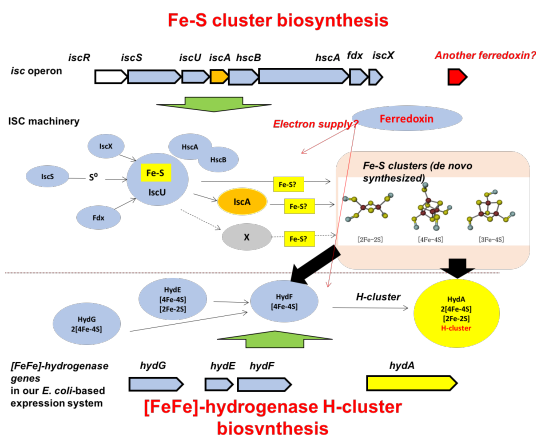 Fe-S cluster biosynthesis
iscR iscS iscU iscA hscB hscA fdx iscX
Another ferredoxin?
isc operon
ISC machinery
Electron supply?
Ferredoxin
IscX
HscA
HscB
Fe-S clusters (de novo
synthesized)
Fe-S
IscU
IscS
S⁰
Fe-S?
IscA
Fe-S?
Fdx
X
Fe-S?
[2Fe-2S]
[4Fe-4S]
[3Fe-4S]
HydE
[4Fe-4S]
[2Fe-2S]
HydF
[4Fe-4S]
H-cluster
HydA
2[4Fe-4S]
[2Fe-2S]
H-cluster
HydG
2[4Fe-4S]
[FeFe]-hydrogenase
genes
in our E. coli-based
expression system
hydG hydE hydF hydA
[FeFe]-hydrogenase H-cluster
biosynthesis